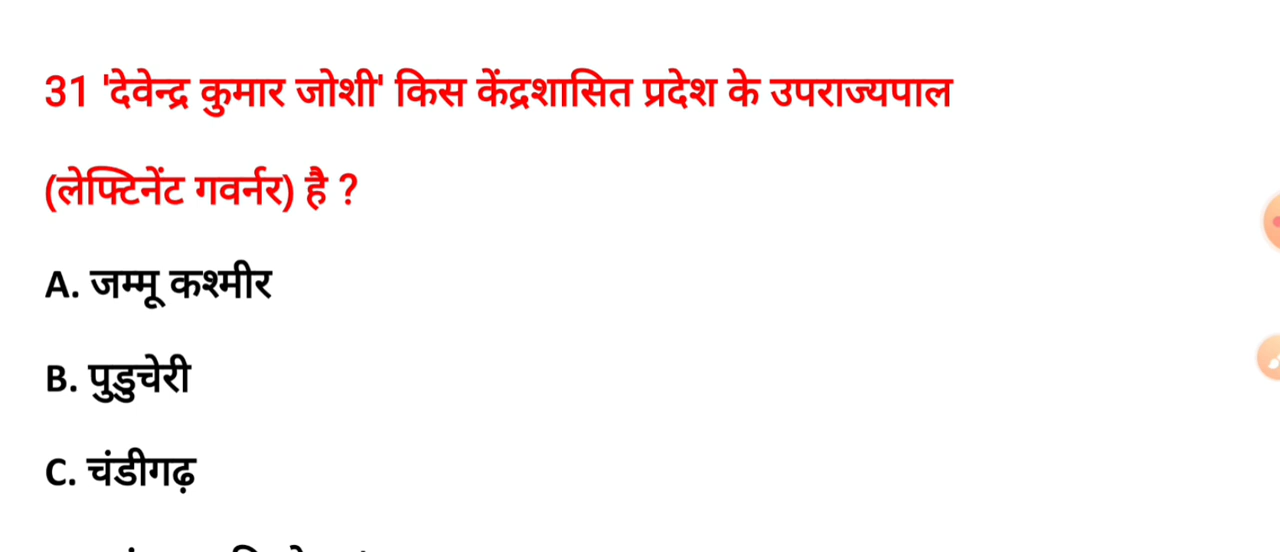 31 'देवेन्द्र कुमार जोशी' किस केंद्रशासित प्रदेश के उपराज्यपाल
(लेफ्टिनेंट गवर्नर) है ?
A. जम्मू कश्मीर
B. पुडुचेरी
C. चंडीगढ़